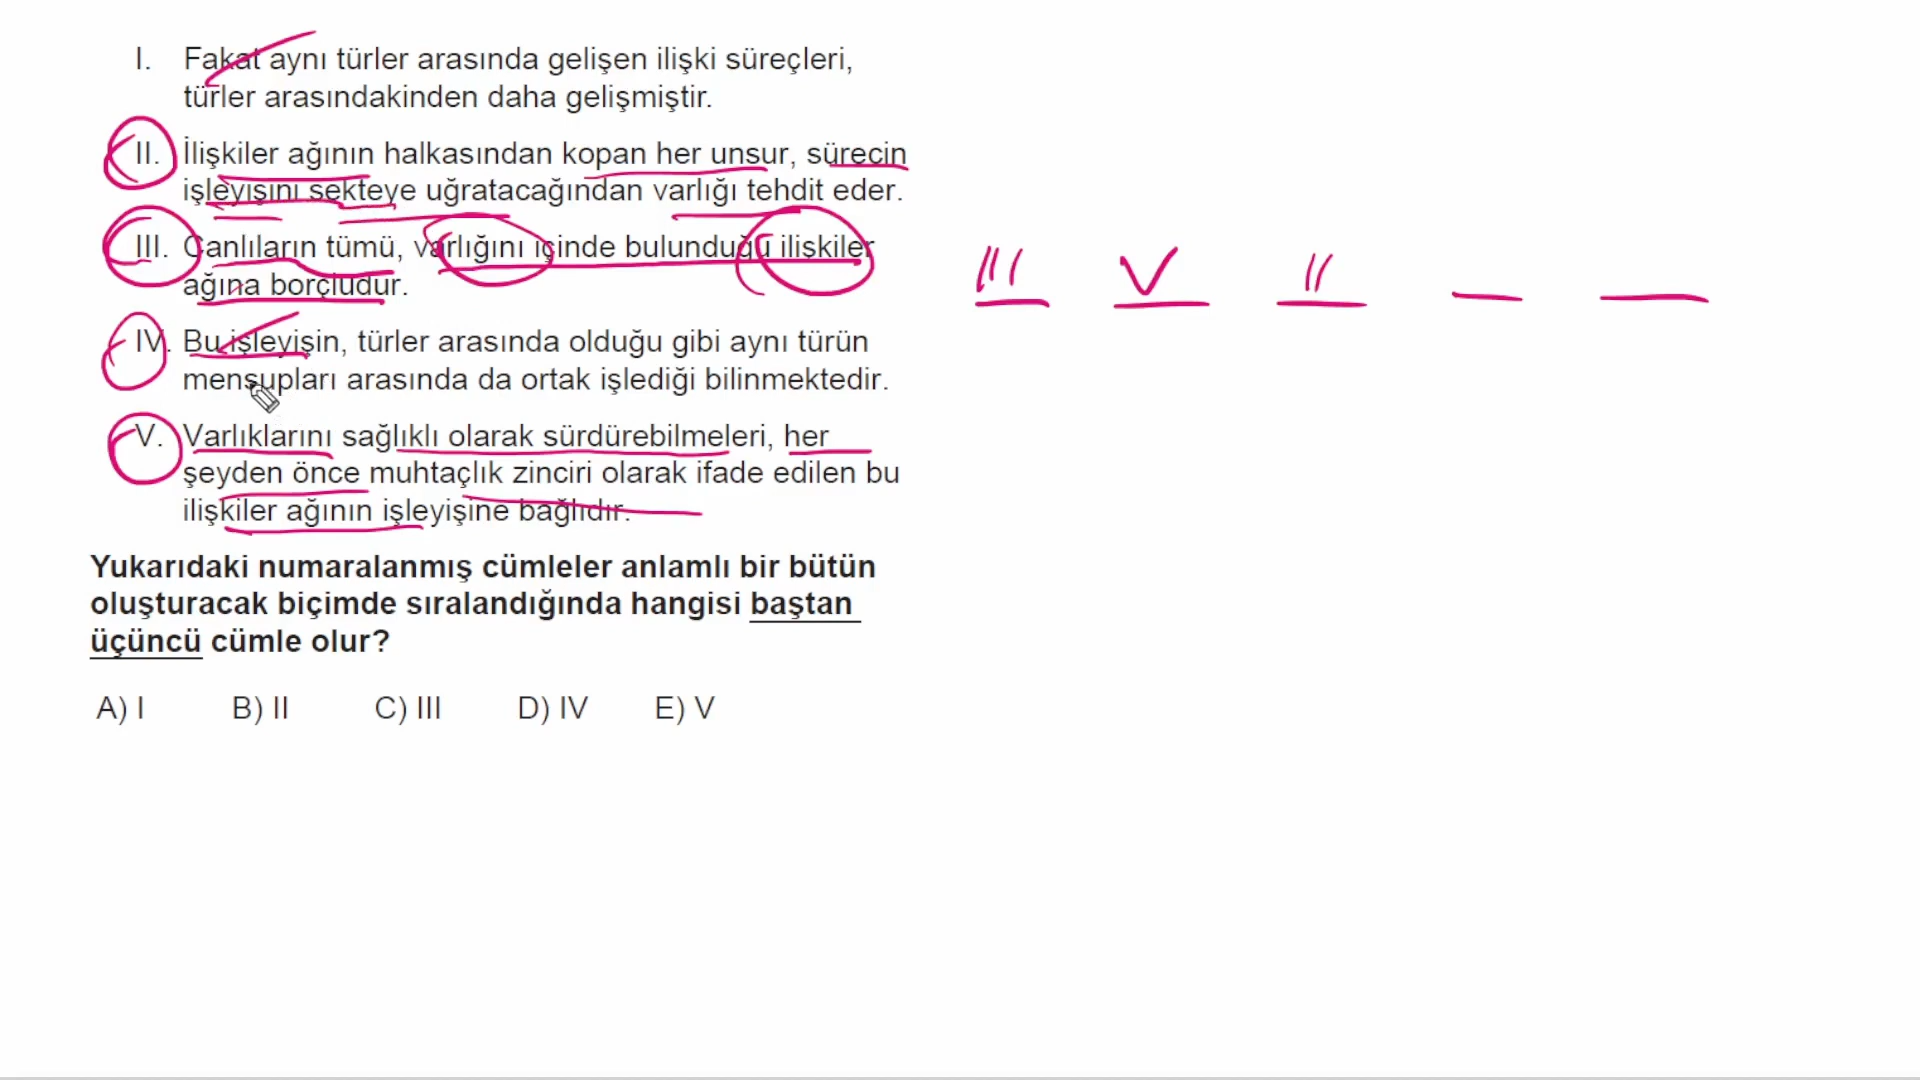 I. Fakat aynı türler arasında gelişen ilişki süreçleri,
türler arasındakinden daha gelişmiştir.
II. İlişkiler ağının halkasından kopan her unsur, sürecin
işleyişini sekteye uğratacağından varlığı tehdit eder.
III. Canlıların tümü, varlığını içinde bulunduğu ilişkiler
ağına borçludur.
III V II
IV. Bu işleyişin, türler arasında olduğu gibi aynı türün
mensupları arasında da ortak işlediği bilinmektedir.
V. Varlıklarını sağlıklı olarak sürdürebilmeleri, her
şeyden önce muhtaçlık zinciri olarak ifade edilen bu
ilişkiler ağının işleyişine bağlıdır.
Yukarıdaki numaralanmış cümleler anlamlı bir bütün
oluşturacak biçimde sıralandığında hangisi baştan
üçüncü cümle olur?
A) I B) II C) III D) IV E) V